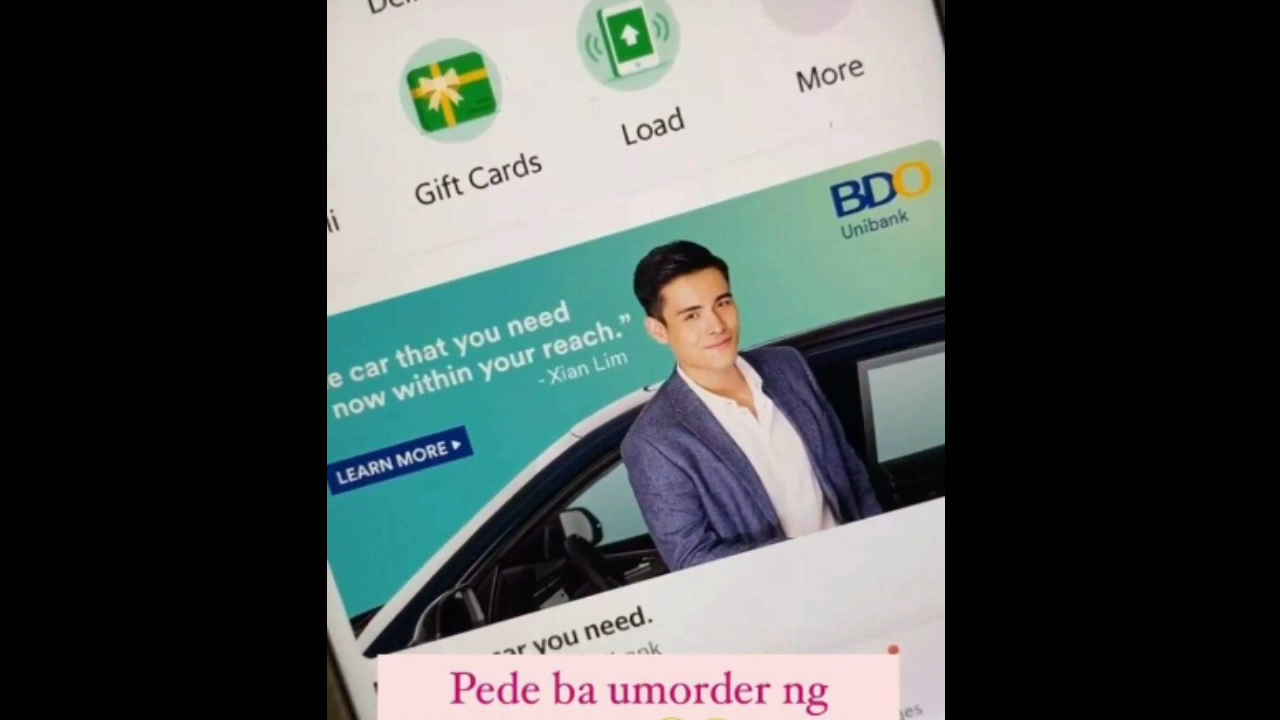 Gift Cards
Load
More
BDO
Unibank
car that you need
now within your reach.”
- Xian Lim
LEARN MORE
you need.
Pede ba umorder ng